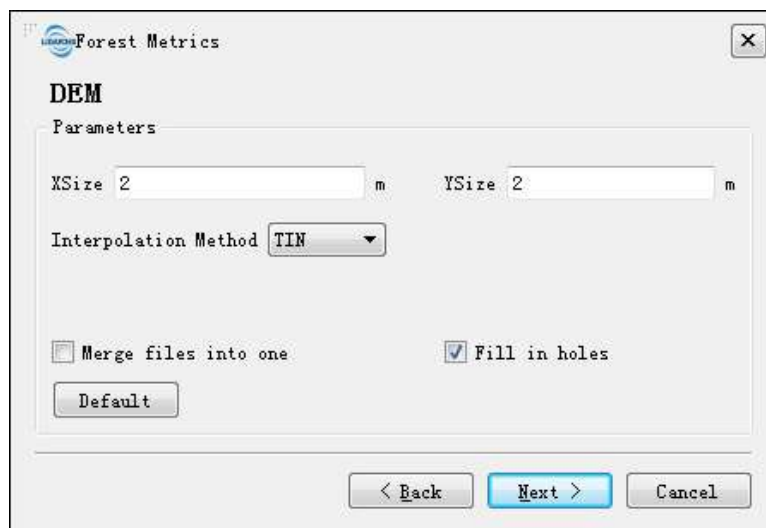 Forest Metrics
DEM
Parameters
XSize 2 m YSize 2 m
Interpolation Method TIN
Merge files into one Fill in holes
Default
< Back Next > Cancel